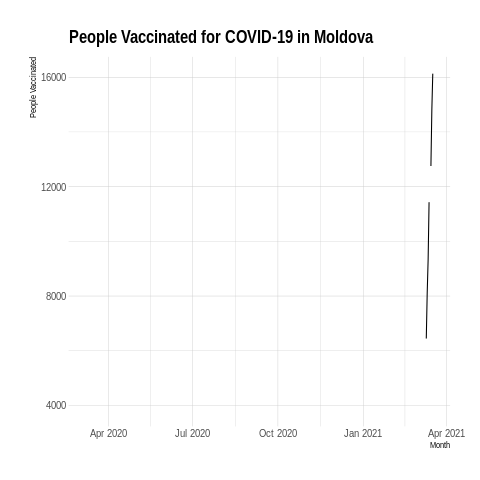 People Vaccinated for COVID-19 in Moldova
People Vaccinated
16000
12000
8000
4000
Apr 2020 Jul 2020 Oct 2020 Jan 2021 Apr 2021
Month